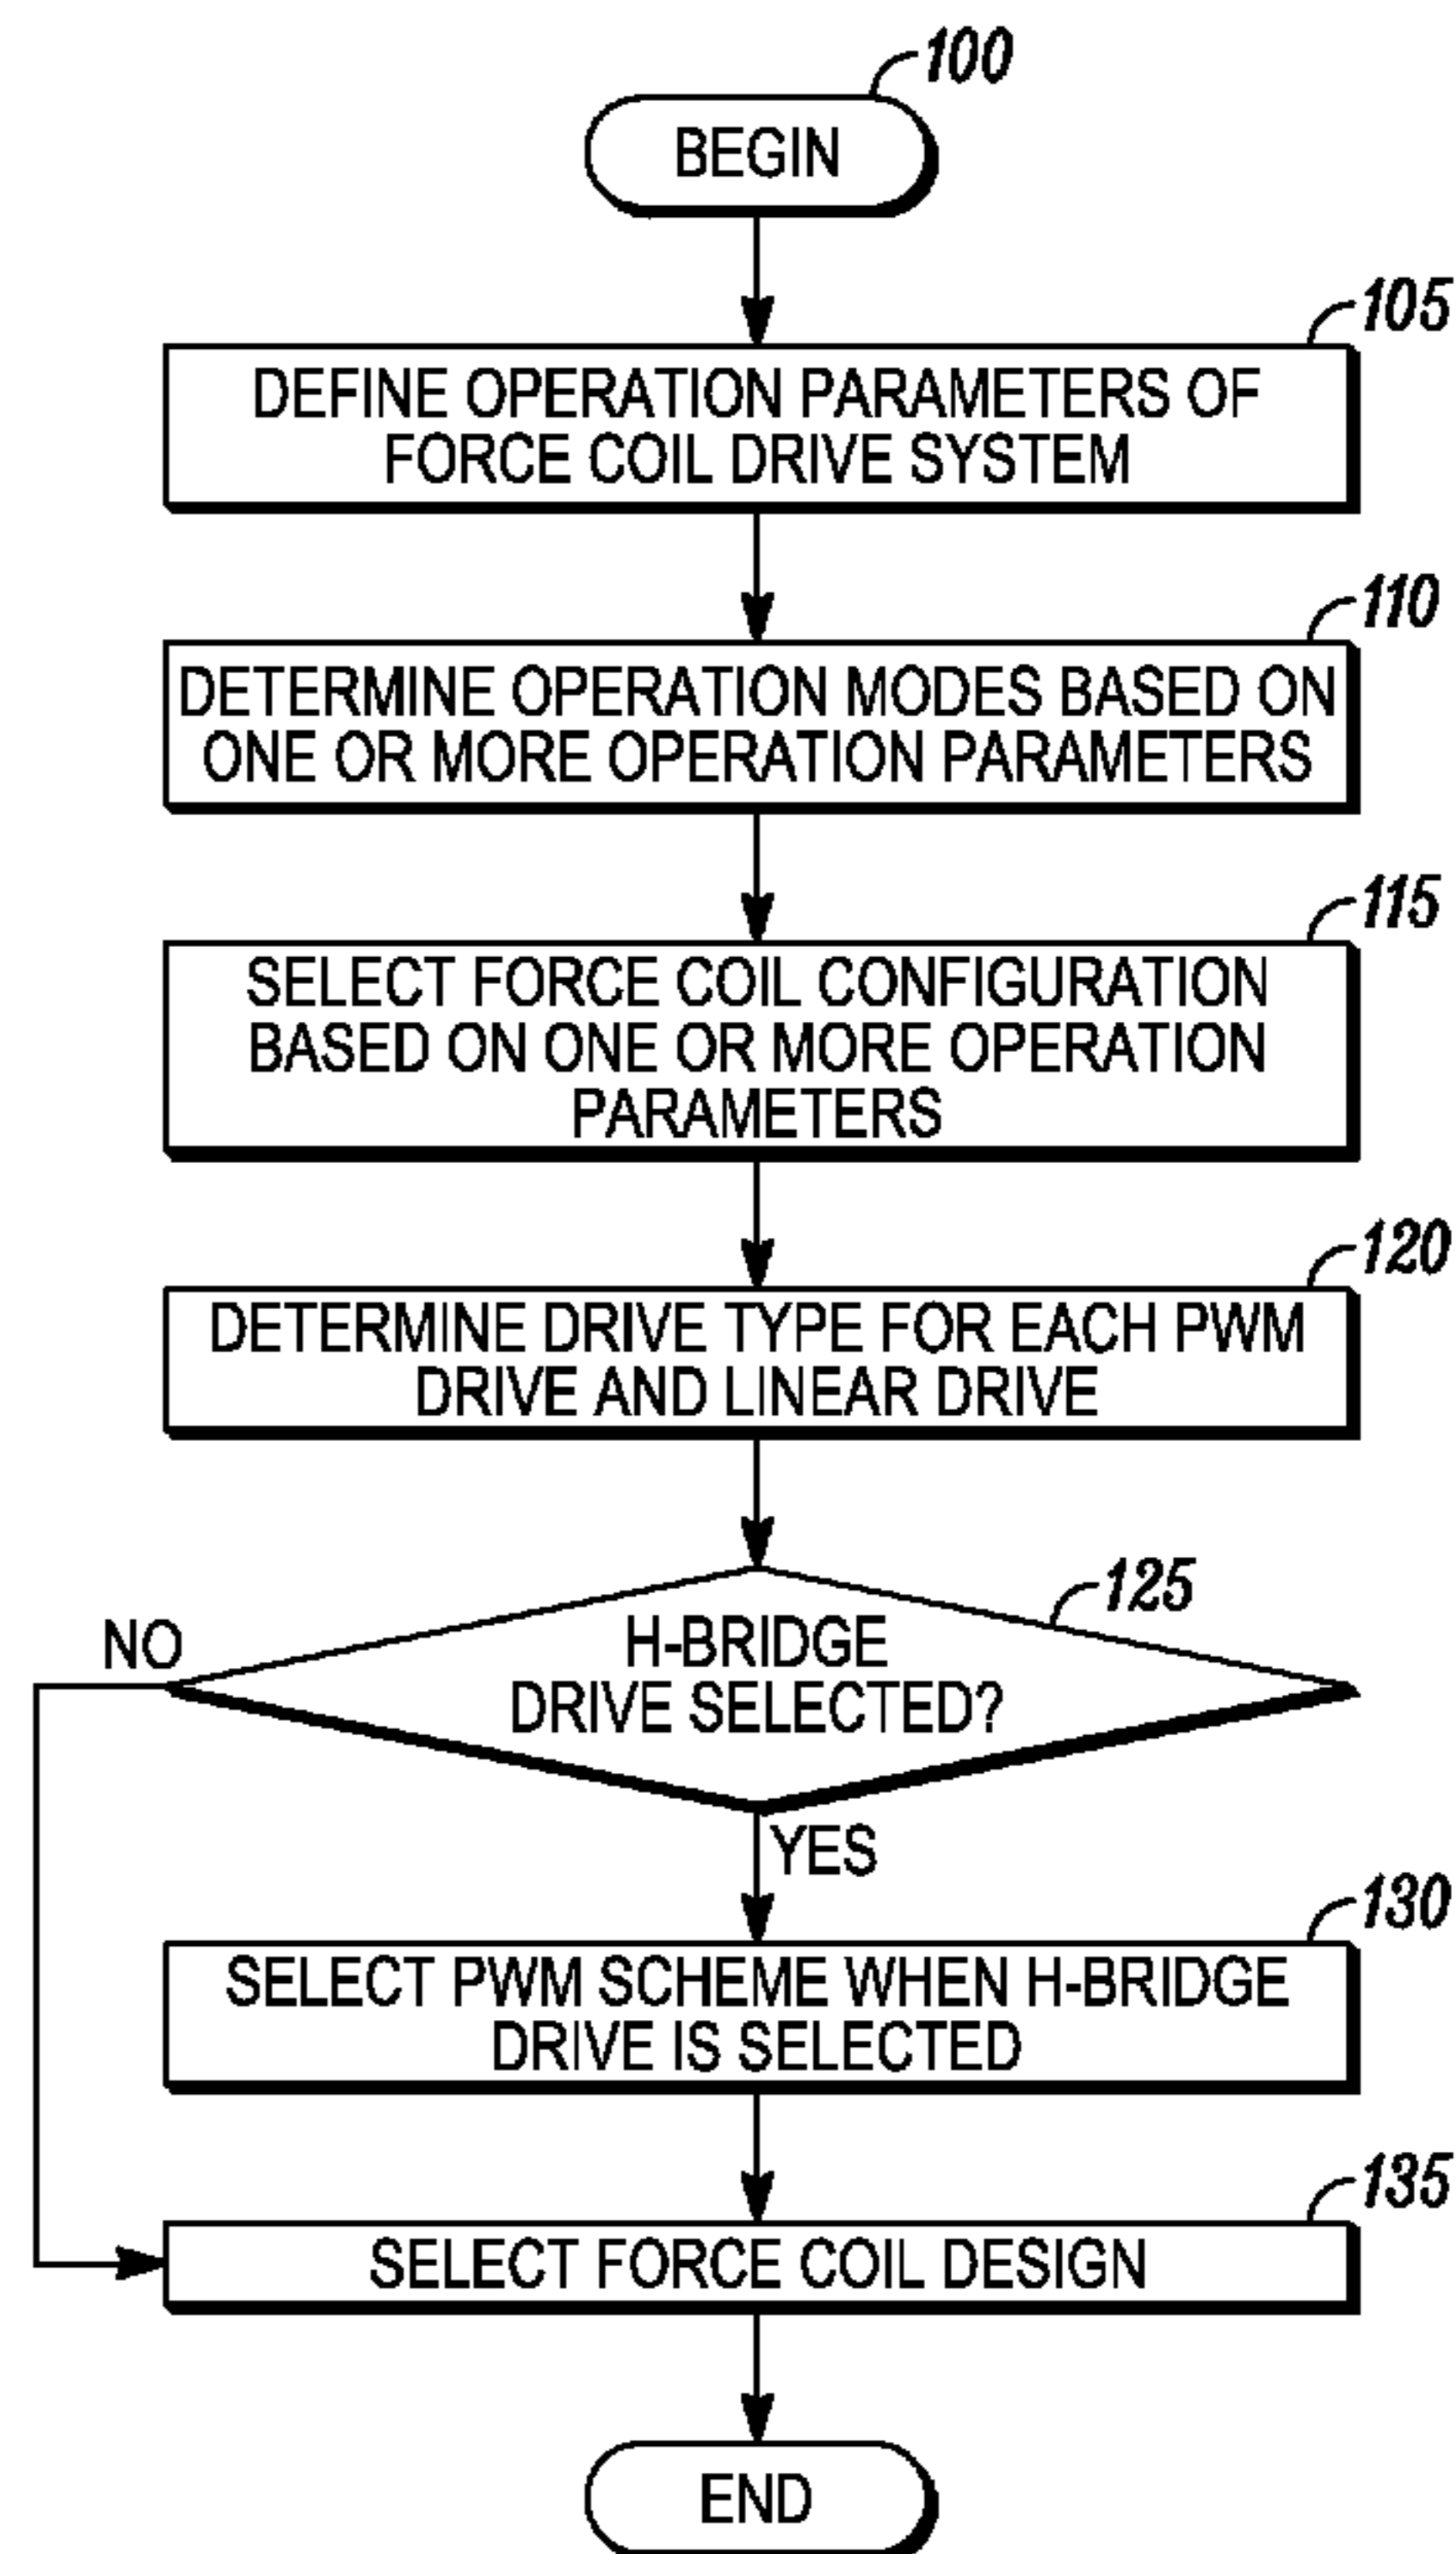 100
BEGIN
105
DEFINE OPERATION PARAMETERS OF
FORCE COIL DRIVE SYSTEM
110
DETERMINE OPERATION MODES BASED ON
ONE OR MORE OPERATION PARAMETERS
115
SELECT FORCE COIL CONFIGURATION
BASED ON ONE OR MORE OPERATION
PARAMETERS
120
DETERMINE DRIVE TYPE FOR EACH PWM
DRIVE AND LINEAR DRIVE
125
NO
H-BRIDGE
DRIVE SELECTED?
YES
130
SELECT PWM SCHEME WHEN H-BRIDGE
DRIVE IS SELECTED
135
SELECT FORCE COIL DESIGN
END